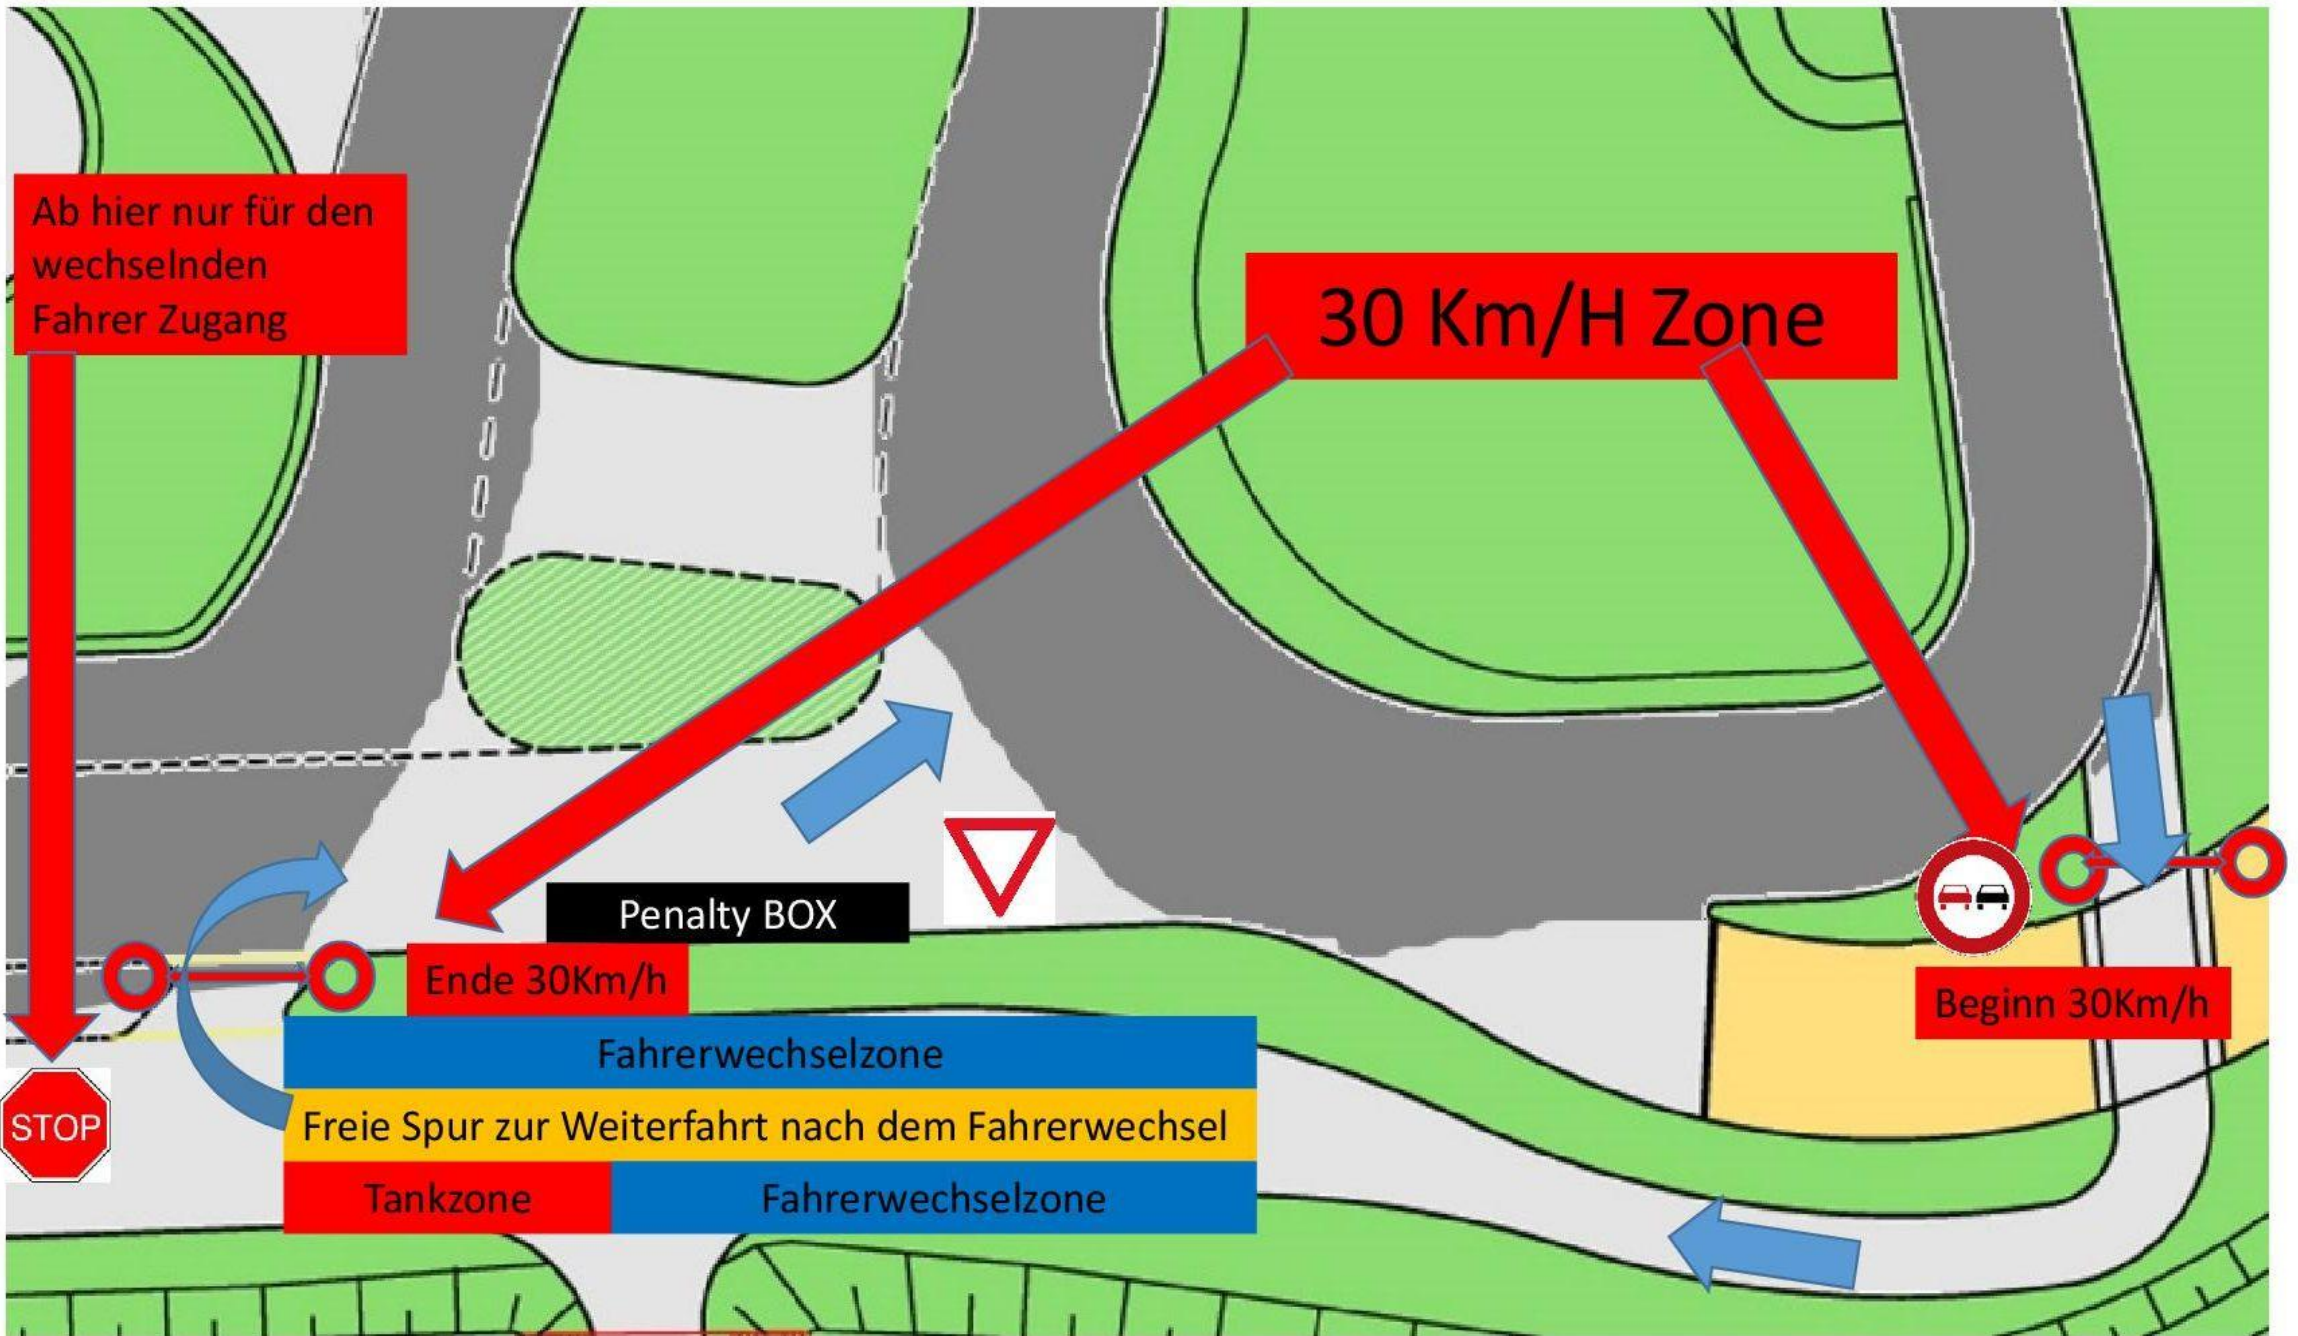 Ab hier nur für den
wechselnden
Fahrer Zugang
30 Km/H Zone
Penalty BOX
Ende 30Km/h
Beginn 30Km/h
Fahrerwechselzone
Freie Spur zur Weiterfahrt nach dem Fahrerwechsel
STOP
Tankzone
Fahrerwechselzone